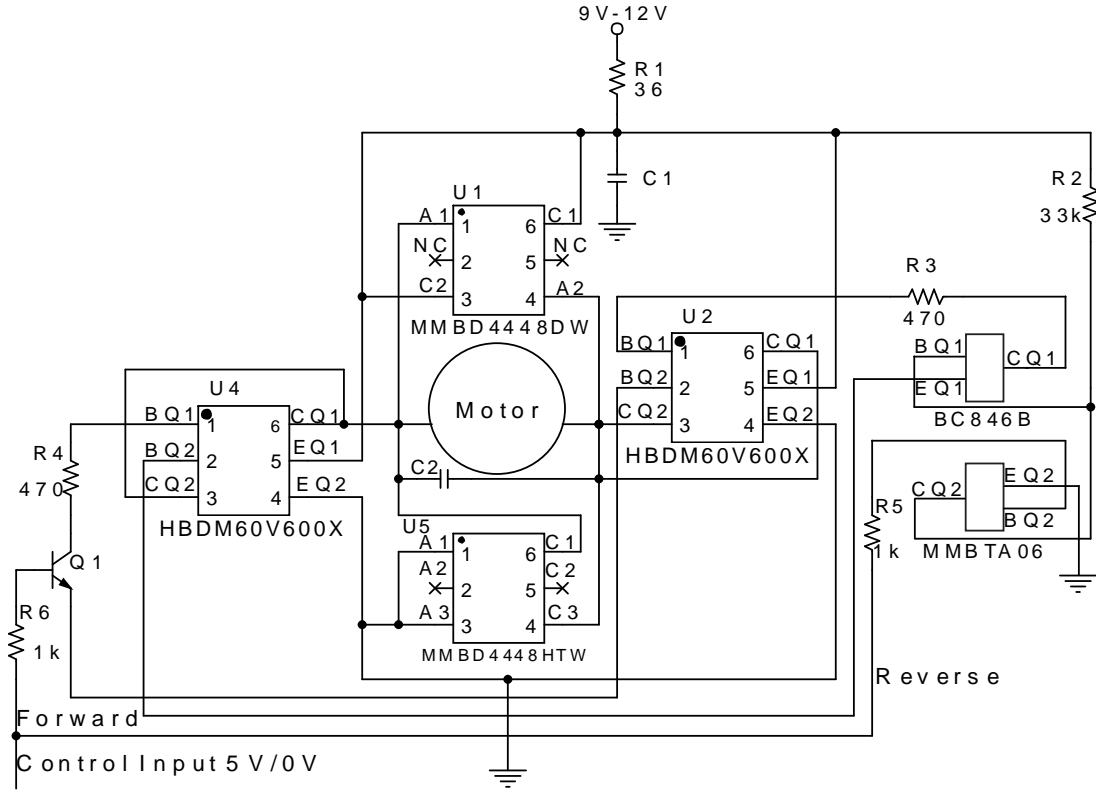 9V-12V
R1
36
C1
R2
33k
U1
A1 1 6 C1
NC 2 5 NC
C2 3 4 A2
MMBD4448DW
R3
470
U2
BQ1 1 6 CQ1
BQ2 2 5 EQ1
CQ2 3 4 EQ2
HBDM60V600X
BQ1
CQ1
EQ1
BC846B
Motor
U4
BQ1 1 6 CQ1
BQ2 2 5 EQ1
CQ2 3 4 EQ2
HBDM60V600X
R4
470
C2
U5
A1 1 6 C1
A2 2 5 C2
A3 3 4 C3
MMBD4448HTW
CQ2
EQ2
BQ2
MMBTA06
R5
1k
Q1
R6
1k
Reverse
Forward
Control Input 5V/0V